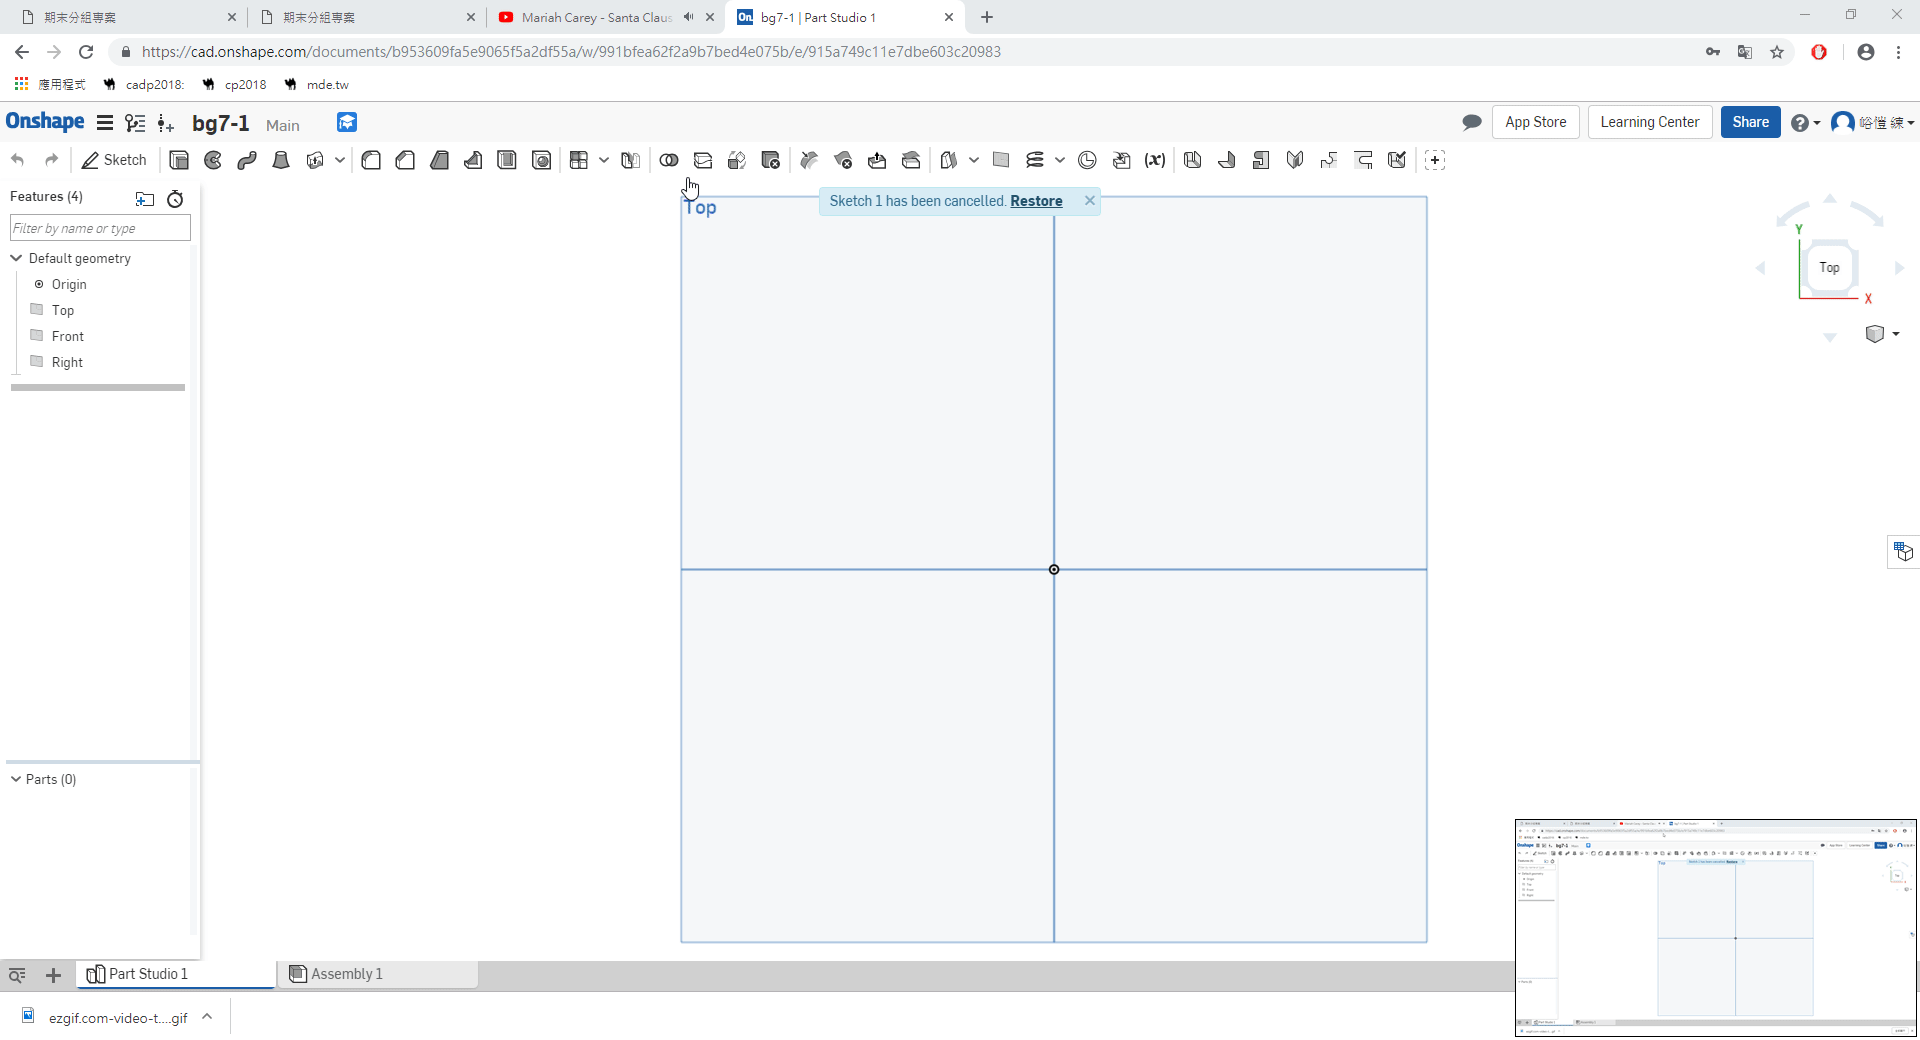 期末分組專案
期末分組專案
Mariah Carey - Santa Claus
bg7-1 | Part Studio 1
https://cad.onshape.com/documents/b953609fa5e9065f5a2df55a/w/991bfea62f2a9b7bed4e075b/e/915a749c11e7dbe603c20983
應用程式
cadp2018:
cp2018
mde.tw
Onshape
bg7-1
Main
App Store
Learning Center
Share
峪愷 練
Sketch
(x)
Features (4)
Filter by name or type
Default geometry
Origin
Top
Front
Right
Top
Sketch 1 has been cancelled. Restore
Y
Top
X
Parts (0)
Part Studio 1
Assembly 1
ezgif.com-video-t....gif